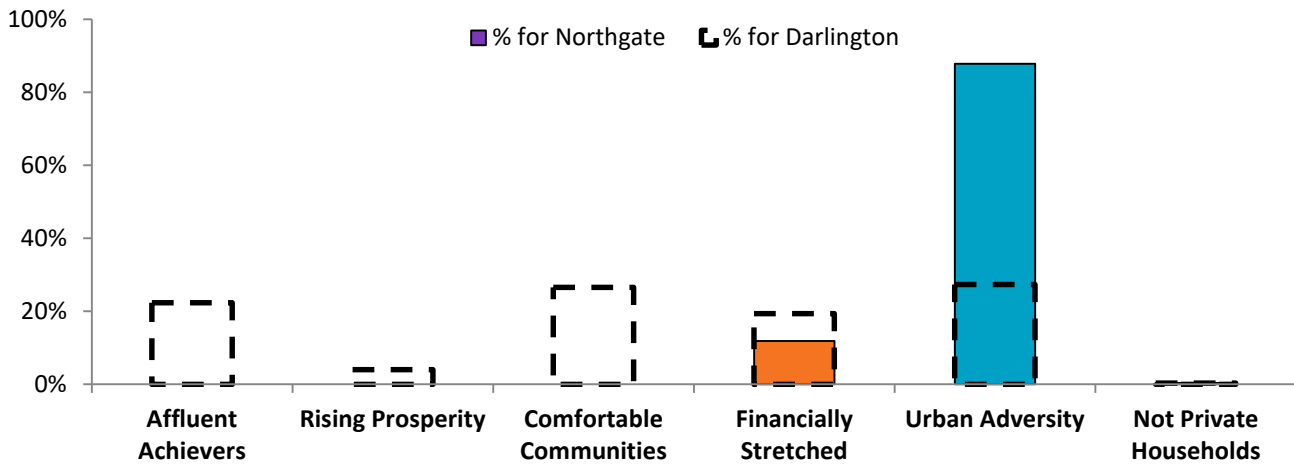 100%
% for Northgate % for Darlington
80%
60%
40%
20%
0%
Affluent Rising Prosperity Comfortable Financially Urban Adversity Not Private
Achievers Communities Stretched Households